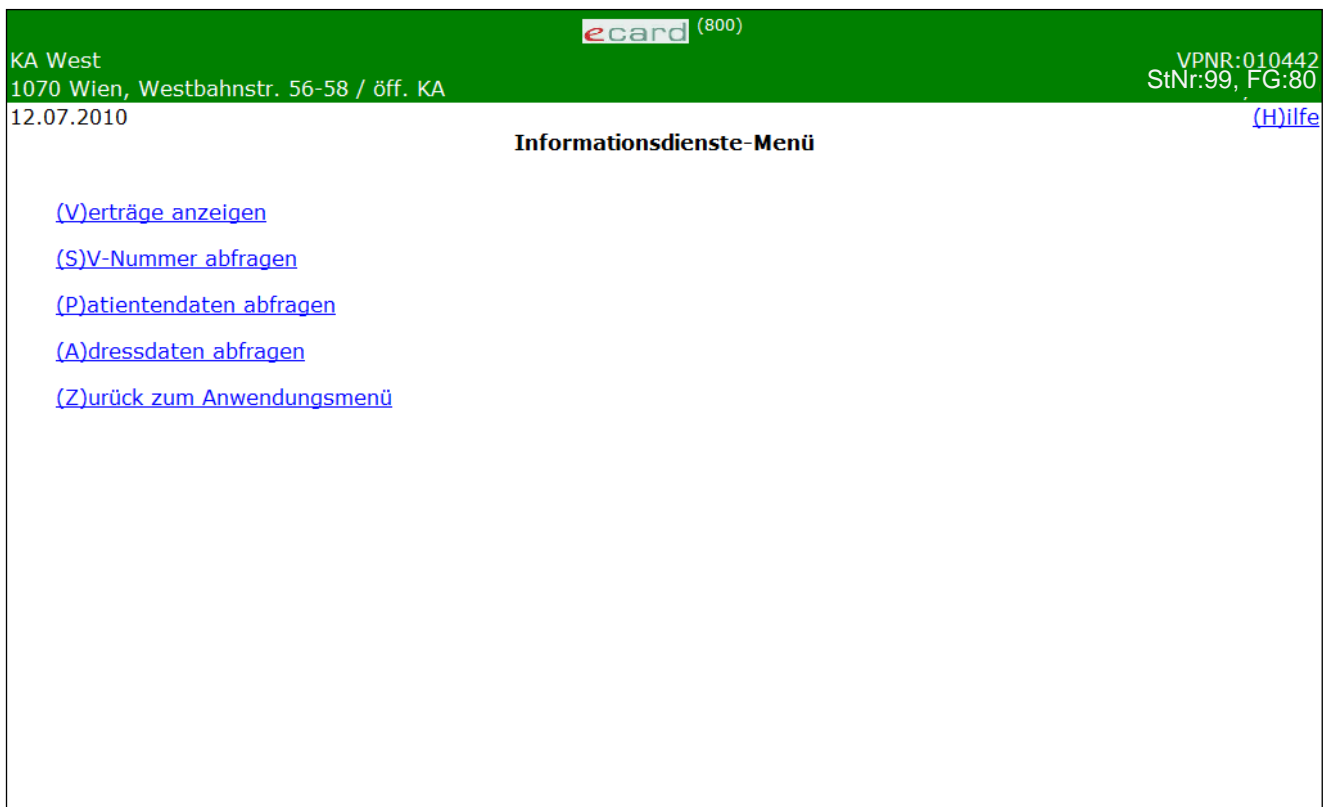 ecard (800)
KA West VPNR:010442
1070 Wien, Westbahnstr. 56-58 / öff. KA StNr:99, FG:80
12.07.2010 (H)ilfe
Informationsdienste-Menü
(V)erträge anzeigen
(S)V-Nummer abfragen
(P)atientendaten abfragen
(A)dressdaten abfragen
(Z)urück zum Anwendungsmenü